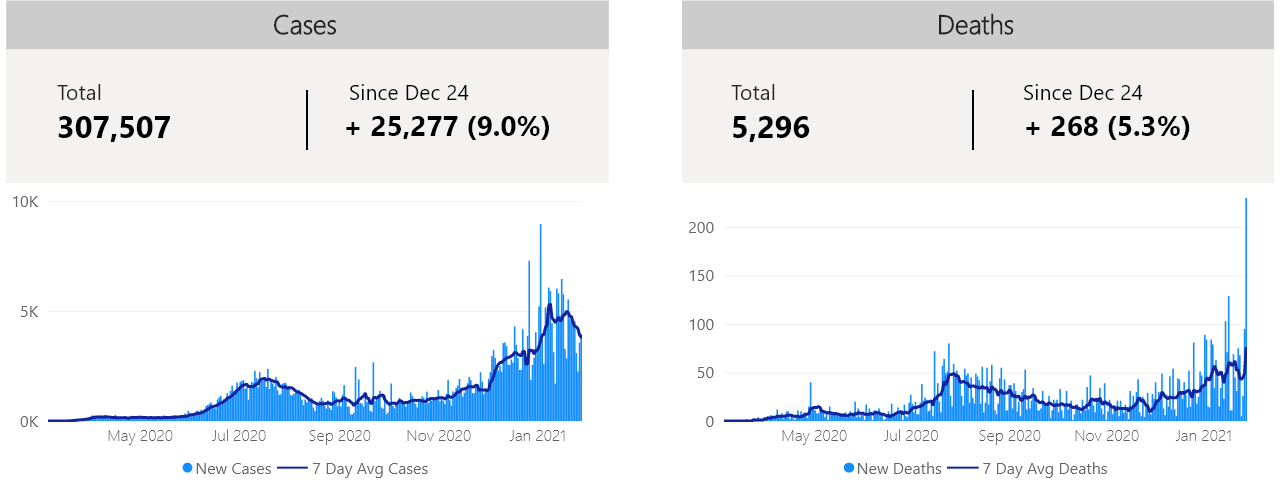 Cases
Total
307,507
Since Dec 24
+ 25,277 (9.0%)
10K
5K
0K
May 2020 Jul 2020 Sep 2020 Nov 2020 Jan 2021
New Cases 7 Day Avg Cases
Deaths
Total
5,296
Since Dec 24
+ 268 (5.3%)
200
150
100
50
0
May 2020 Jul 2020 Sep 2020 Nov 2020 Jan 2021
New Deaths 7 Day Avg Deaths